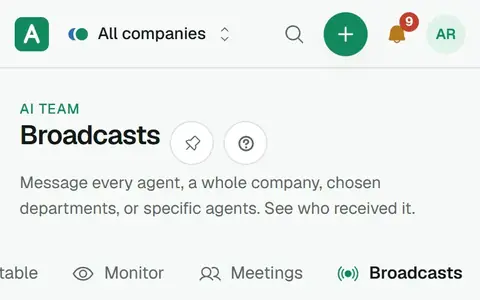 A
All companies
9
AR
AI TEAM
Broadcasts
Message every agent, a whole company, chosen
departments, or specific agents. See who received it.
table
Monitor
Meetings
Broadcasts